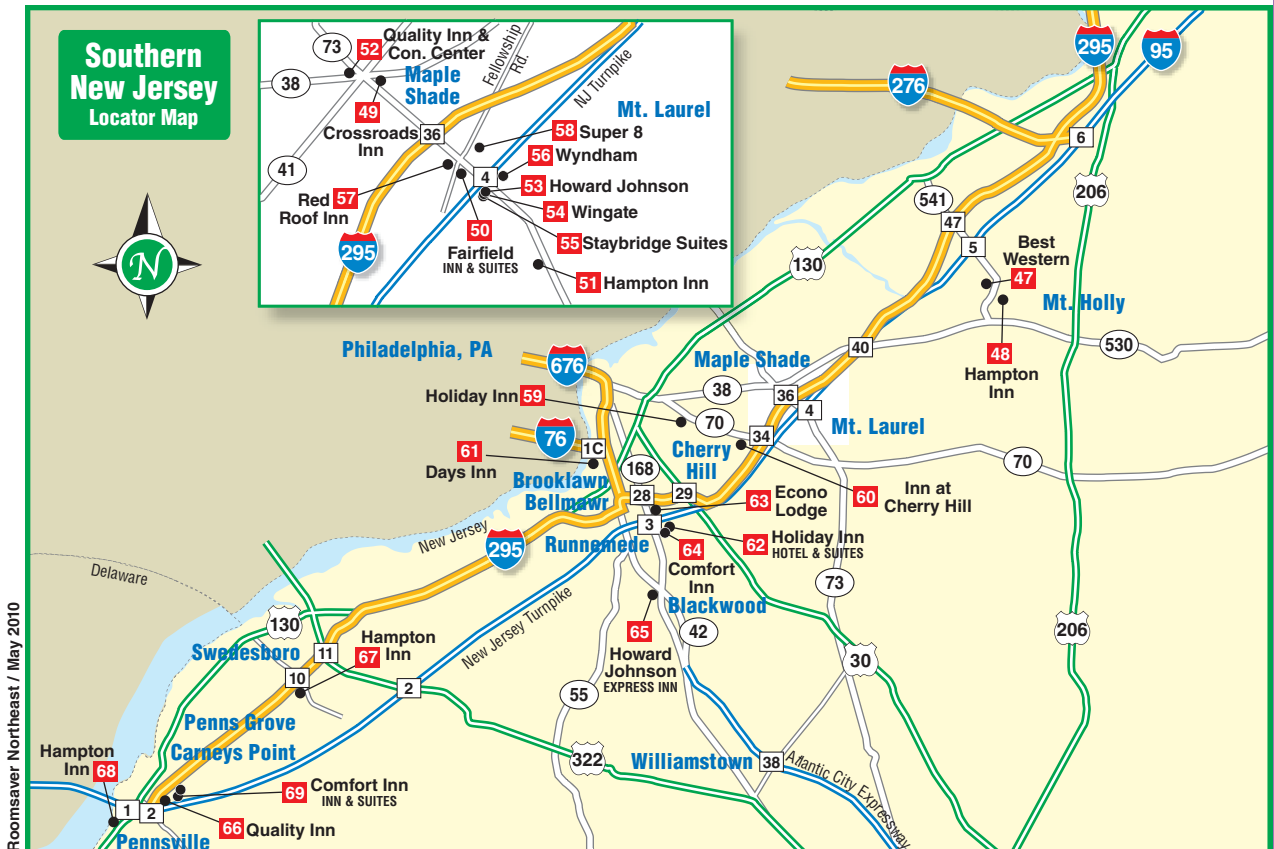 Southern
New Jersey
Locator Map
N
73
52
Quality Inn &
Con. Center
38
Maple
Shade
49
Crossroads
Inn
36
Fellowship
Rd.
NJ Turnpike
Mt. Laurel
41
58 Super 8
56 Wyndham
4
53 Howard Johnson
54 Wingate
55 Staybridge Suites
Red 57
Roof Inn
50
Fairfield
INN & SUITES
295
51 Hampton Inn
276
295
95
6
206
541
47
5
Best
Western
47
Mt. Holly
130
48
Hampton
Inn
530
40
Philadelphia, PA
676
Maple Shade
38
36
4
Holiday Inn 59
70
34
Mt. Laurel
76
1C
61
Days Inn
Cherry
Hill
70
168
Brooklawn
Bellmawr
28
29
63 Econo
Lodge
60
Inn at
Cherry Hill
3
New Jersey
295
Runnemede
64
Comfort
Inn
62 Holiday Inn
HOTEL & SUITES
Delaware
73
New Jersey Turnpike
Blackwood
65
Howard
Johnson
EXPRESS INN
42
130
Swedesboro
11
Hampton
Inn
67
10
2
206
30
55
Penns Grove
Carneys Point
322
Williamstown
38
Atlantic City Expressway
Hampton
Inn 68
69 Comfort Inn
INN & SUITES
1
2
66 Quality Inn
Pennsville
Roomsaver Northeast / May 2010